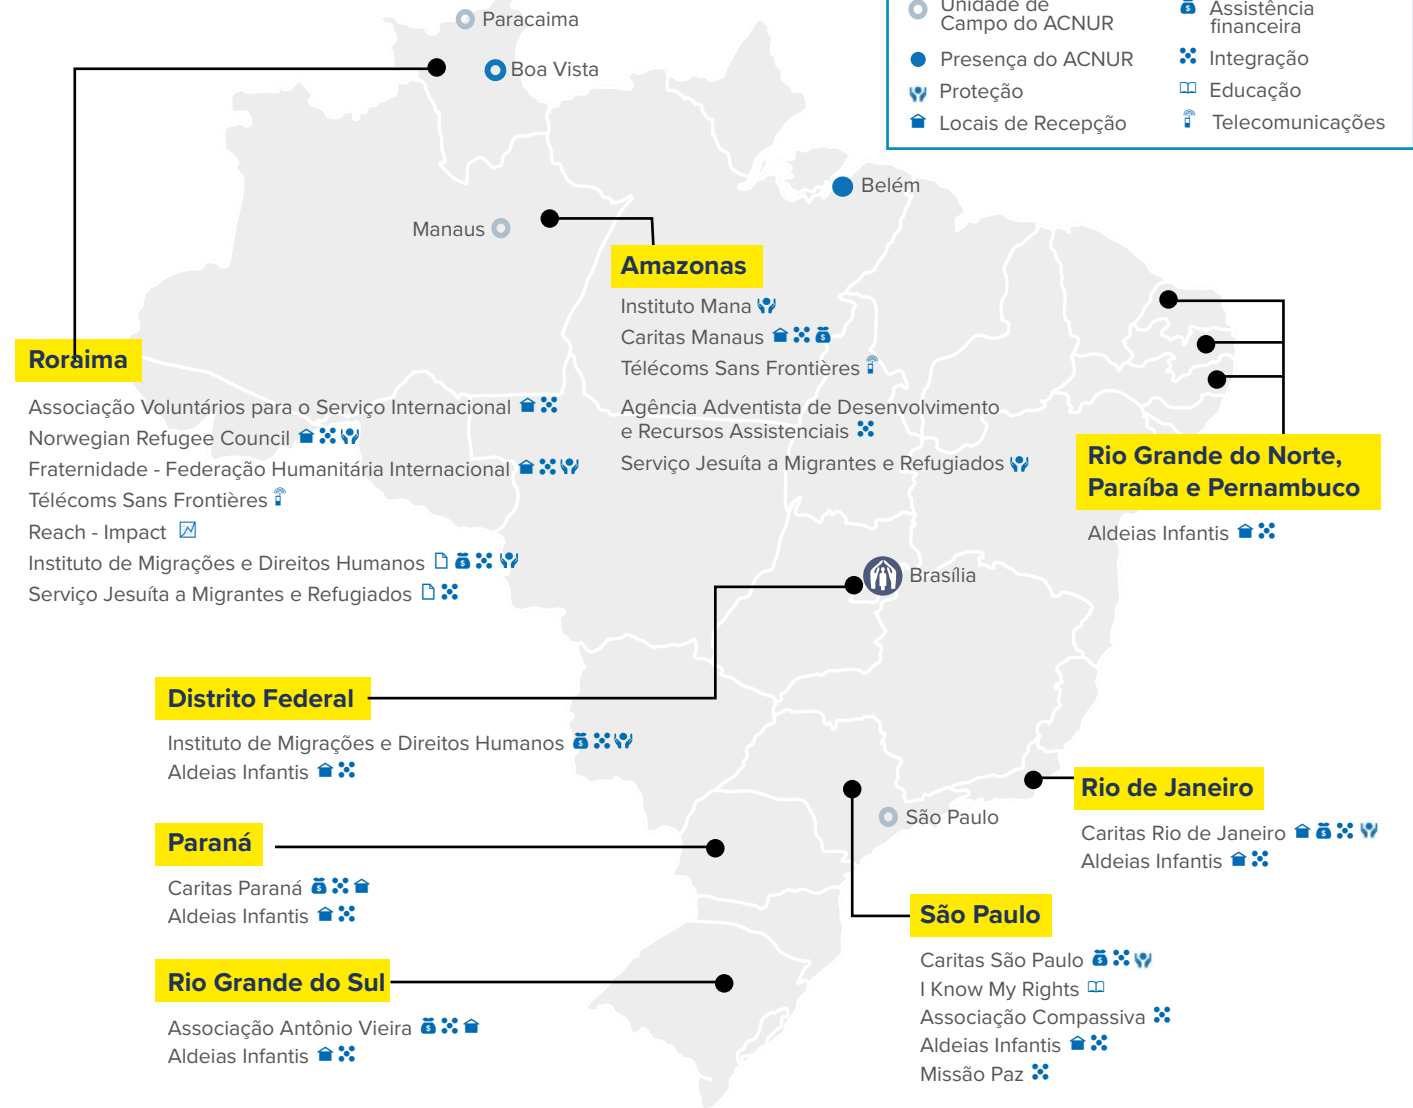 Paracaima
Boa Vista
Unidade de
Campo do ACNUR
Presença do ACNUR
Proteção
Locais de Recepção
Assistência
financeira
Integração
Educação
Telecomunicações
Belém
Manaus
Amazonas
Instituto Mana
Caritas Manaus
Télécoms Sans Frontières
Agência Adventista de Desenvolvimento
e Recursos Assistenciais
Serviço Jesuíta a Migrantes e Refugiados
Roraima
Associação Voluntários para o Serviço Internacional
Norwegian Refugee Council
Fraternidade - Federação Humanitária Internacional
Télécoms Sans Frontières
Reach - Impact
Instituto de Migrações e Direitos Humanos
Serviço Jesuíta a Migrantes e Refugiados
Rio Grande do Norte,
Paraíba e Pernambuco
Aldeias Infantis
Brasília
Distrito Federal
Instituto de Migrações e Direitos Humanos
Aldeias Infantis
Paraná
Caritas Paraná
Aldeias Infantis
Rio Grande do Sul
Associação Antônio Vieira
Aldeias Infantis
Rio de Janeiro
Caritas Rio de Janeiro
Aldeias Infantis
São Paulo
São Paulo
Caritas São Paulo
I Know My Rights
Associação Compassiva
Aldeias Infantis
Missão Paz